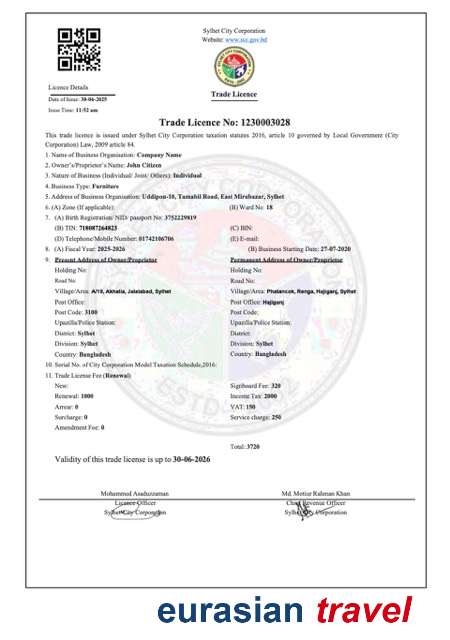 Sylhet City Corporation
Website: www.scc.gov.bd
Trade Licence
Licence Details
Date of Issue: 30-06-2025
Issue Time: 11:52 am
Trade Licence No: 1230003028
This trade licence is issued under Sylhet City Corporation taxation statutes 2016, article 10 governed by Local Government (City
Corporation) Law, 2009 article 84.
1. Name of Business Organisation: Company Name
2. Owner's/Proprietor's Name: John Citizen
3. Nature of Business (Individual/ Joint/ Others): Individual
4. Business Type: Furniture
5. Address of Business Organisation: Uddipon-10, Tamabil Road, East Mirabazar, Sylhet
6. (A) Zone (If applicable): (B) Ward No: 18
7. (A) Birth Registration/ NID/ passport No: 3752229819
(B) TIN: 718087264823 (C) BIN:
(D) Telephone/Mobile Number: 01742106706 (E) E-mail:
8. (A) Fiscal Year: 2025-2026 (B) Business Starting Date: 27-07-2020
9. Present Address of Owner/Proprietor Permanent Address of Owner/Proprietor
Holding No: Holding No:
Road No: Road No:
Village/Area: A/19, Akhalia, Jalalabad, Sylhet Village/Area: Phatancok, Ranga, Hajiganj, Sylhet
Post Office: Post Office: Hajiganj
Post Code: 3100 Post Code:
Upazilla/Police Station: Upazilla/Police Station:
District: Sylhet District:
Division: Sylhet Division: Sylhet
Country: Bangladesh Country: Bangladesh
10. Serial No. of City Corporation Model Taxation Schedule,2016:
11. Trade License Fee (Renewal)
New: Signboard Fee: 320
Renewal: 1000 Income Tax: 2000
Arrear: 0 VAT: 150
Surcharge: 0 Service charge: 250
Amendment Fee: 0
Total: 3720
Validity of this trade license is up to 30-06-2026
Mohammed Asaduzzaman Md. Motiur Rahman Khan
Licence Officer Chief Revenue Officer
Sylhet City Corporation Sylhet City Corporation
eurasian travel